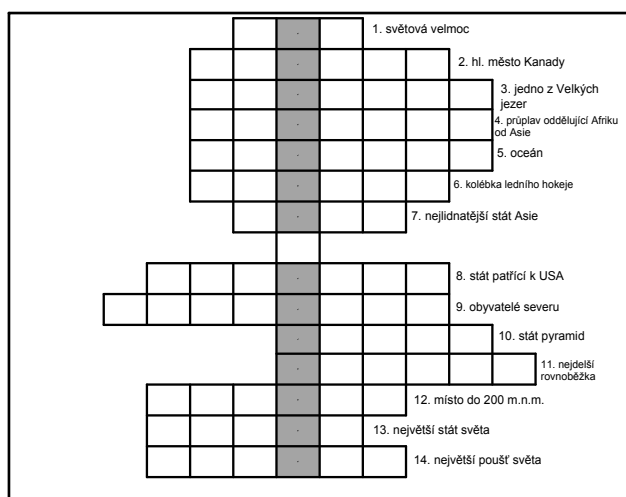 1. světová velmoc
2. hl. město Kanady
3. jedno z Velkých
jezer
4. průplav oddělující Afriku
od Asie
5. oceán
6. kolébka ledního hokeje
7. nejlidnatější stát Asie
8. stát patřící k USA
9. obyvatelé severu
10. stát pyramid
11. nejdelší
rovnoběžka
12. místo do 200 m.n.m.
13. největší stát světa
14. největší poušť světa